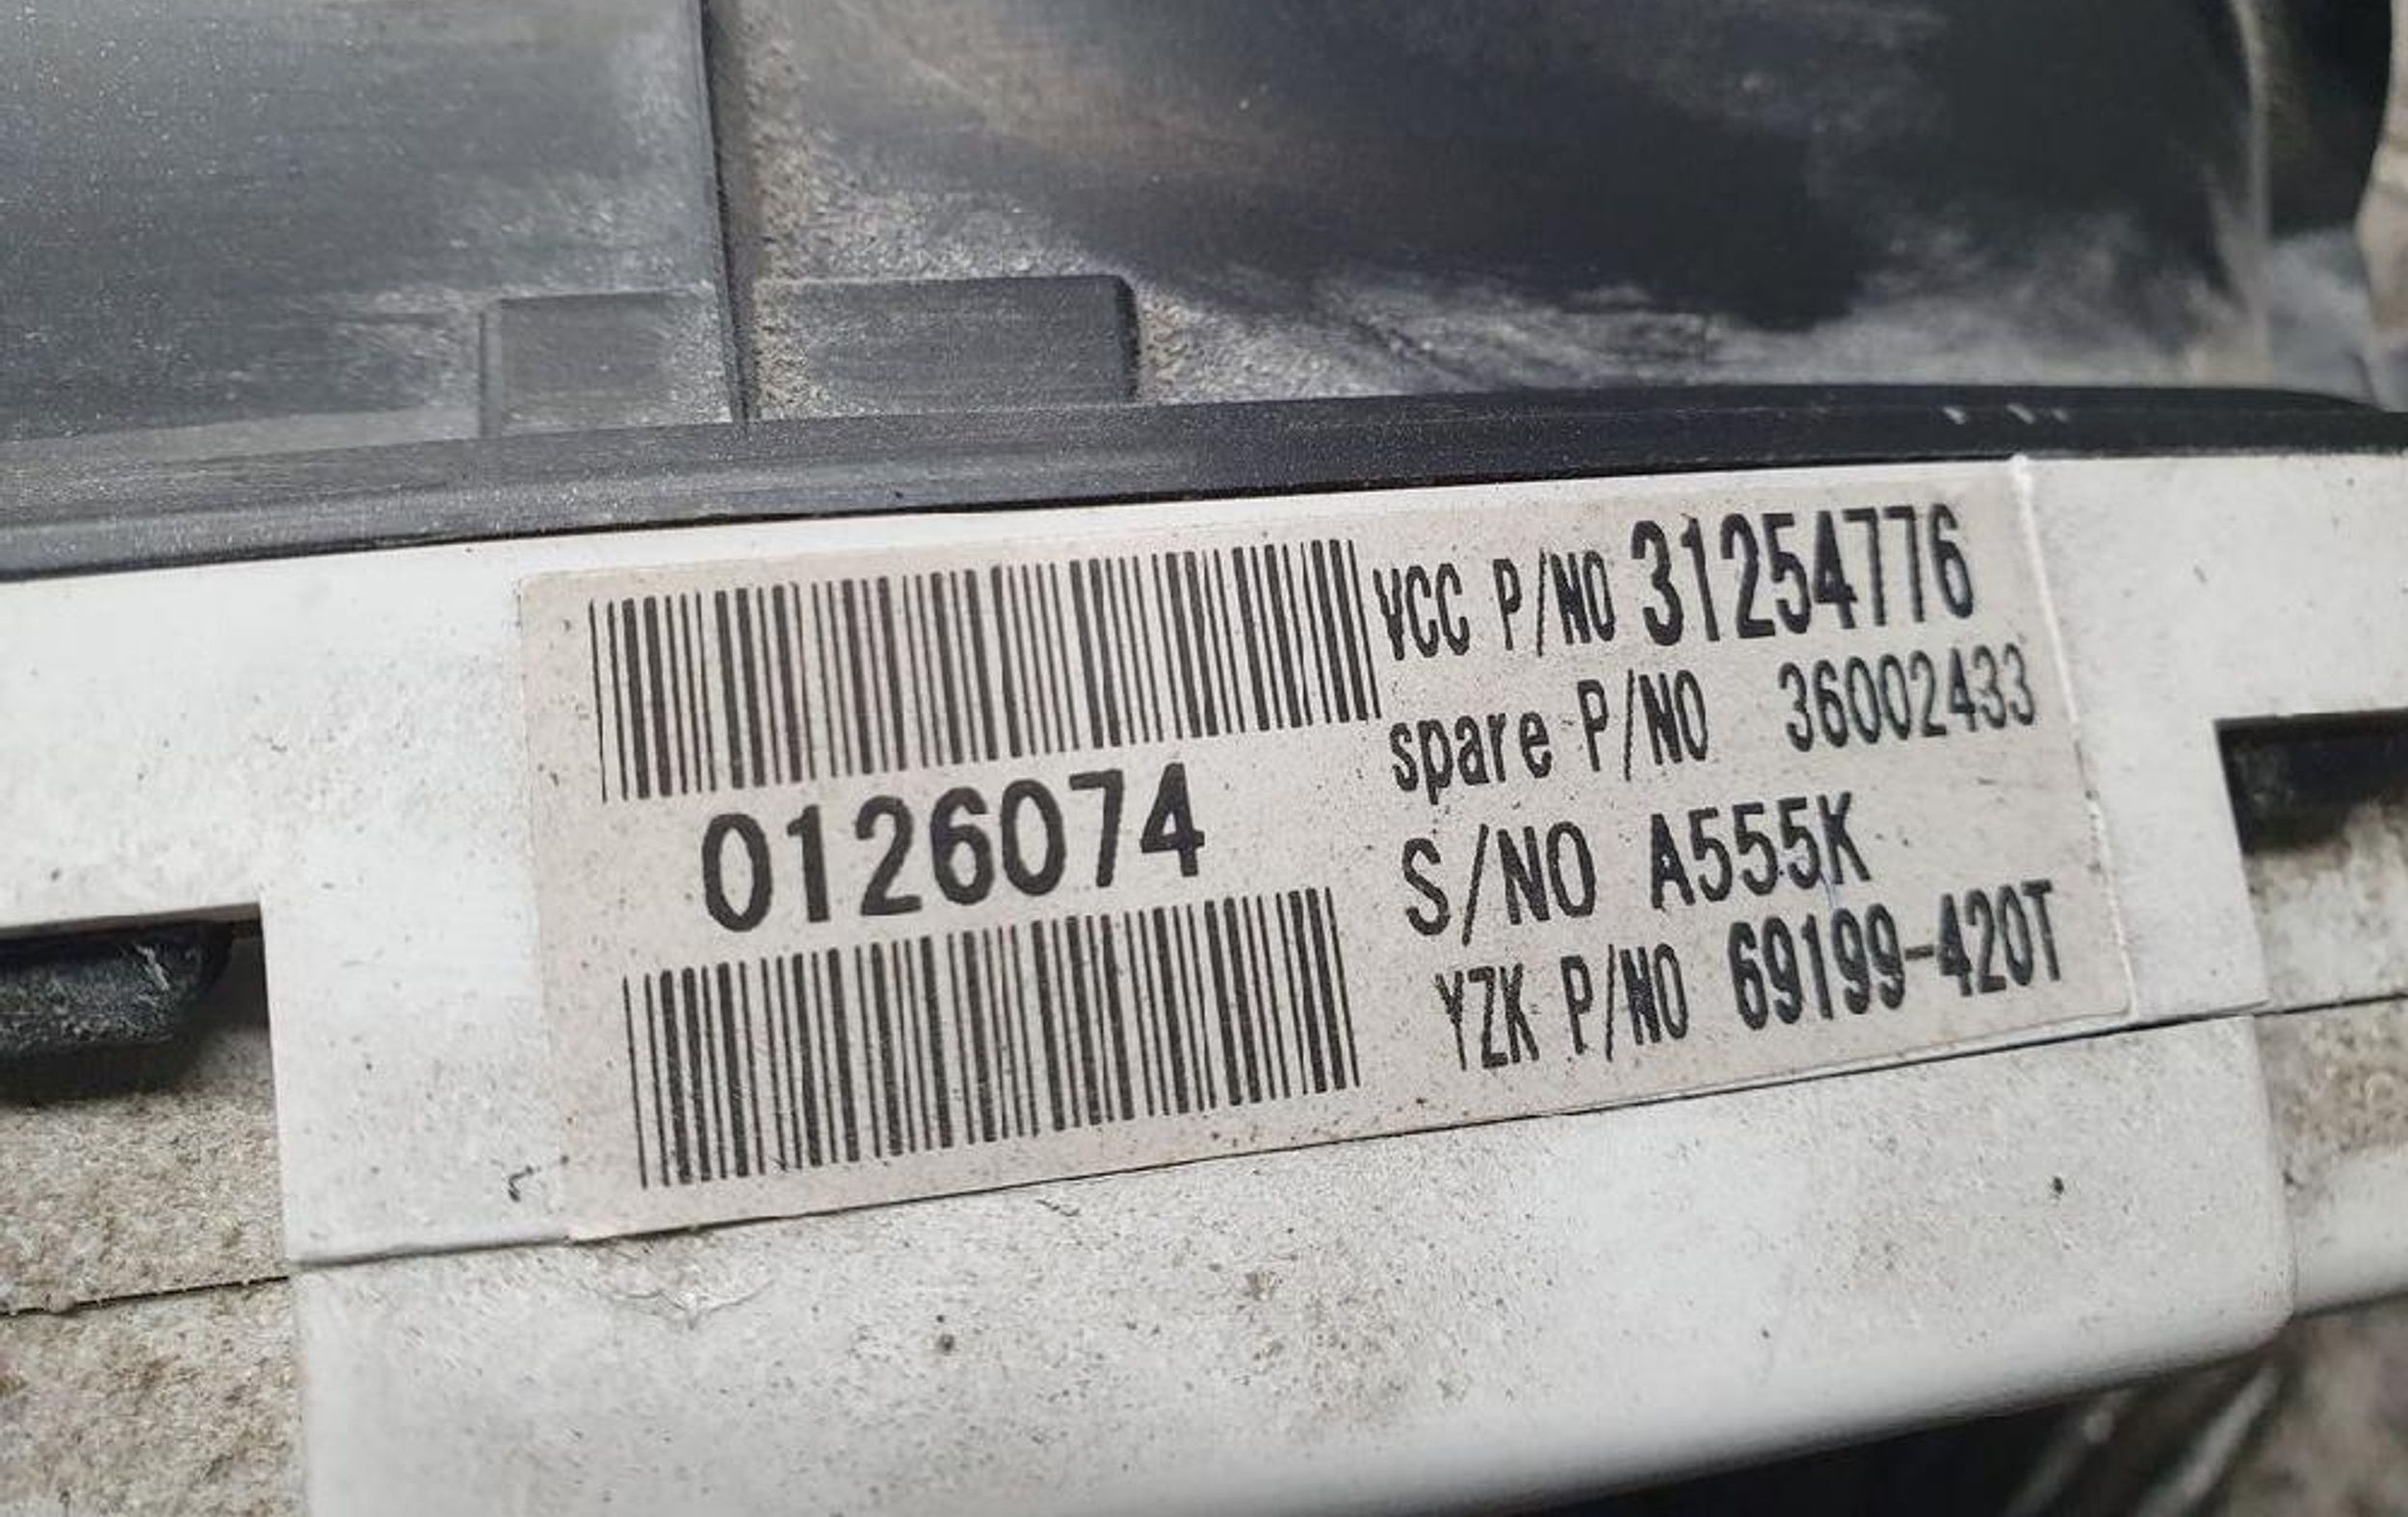 0126074
VCC P/NO 31254776
spare P/NO 36002433
S/NO A555K
YZK P/NO 69199-420T